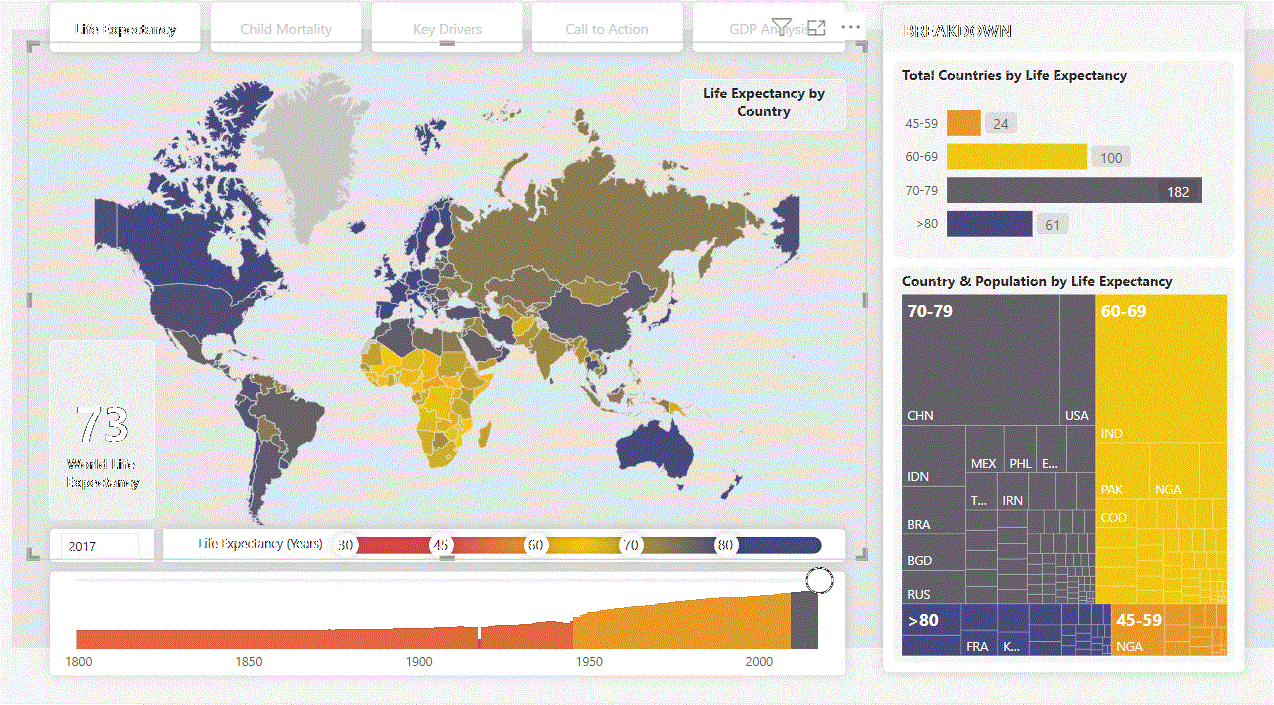 Life Expectancy
Child Mortality
Key Drivers
Call to Action
GDP Analysis
BREAKDOWN
Life Expectancy by
Country
73
World Life
Expectancy
2017
Life Expectancy (Years)
30
45
60
70
80
1800
1850
1900
1950
2000
Total Countries by Life Expectancy
45-59
24
60-69
100
70-79
182
>80
61
Country & Population by Life Expectancy
70-79
CHN
USA
IDN
MEX
PHL
E...
T...
IRN
BRA
BGD
RUS
60-69
IND
PAK
NGA
COD
>80
FRA
K...
45-59
NGA